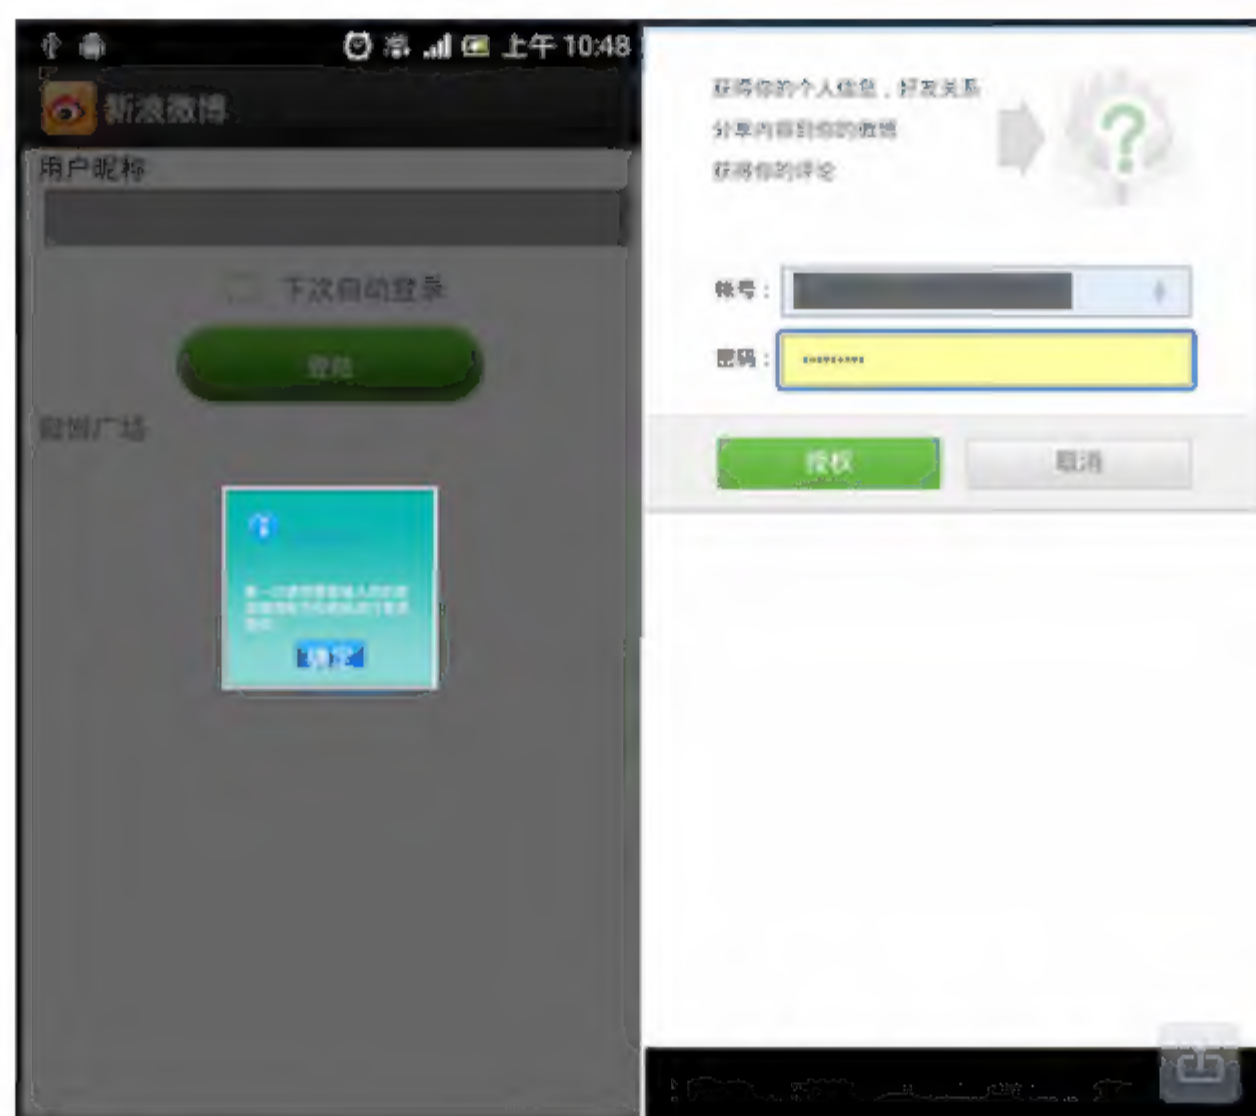 上午 10:48
新浪微博
用户昵称
下次自动登录
登陆
微博广场
确定
获得你的个人信息，好友关系
分享内容到你的微博
获得你的评论
帐号：
密码：
授权
取消